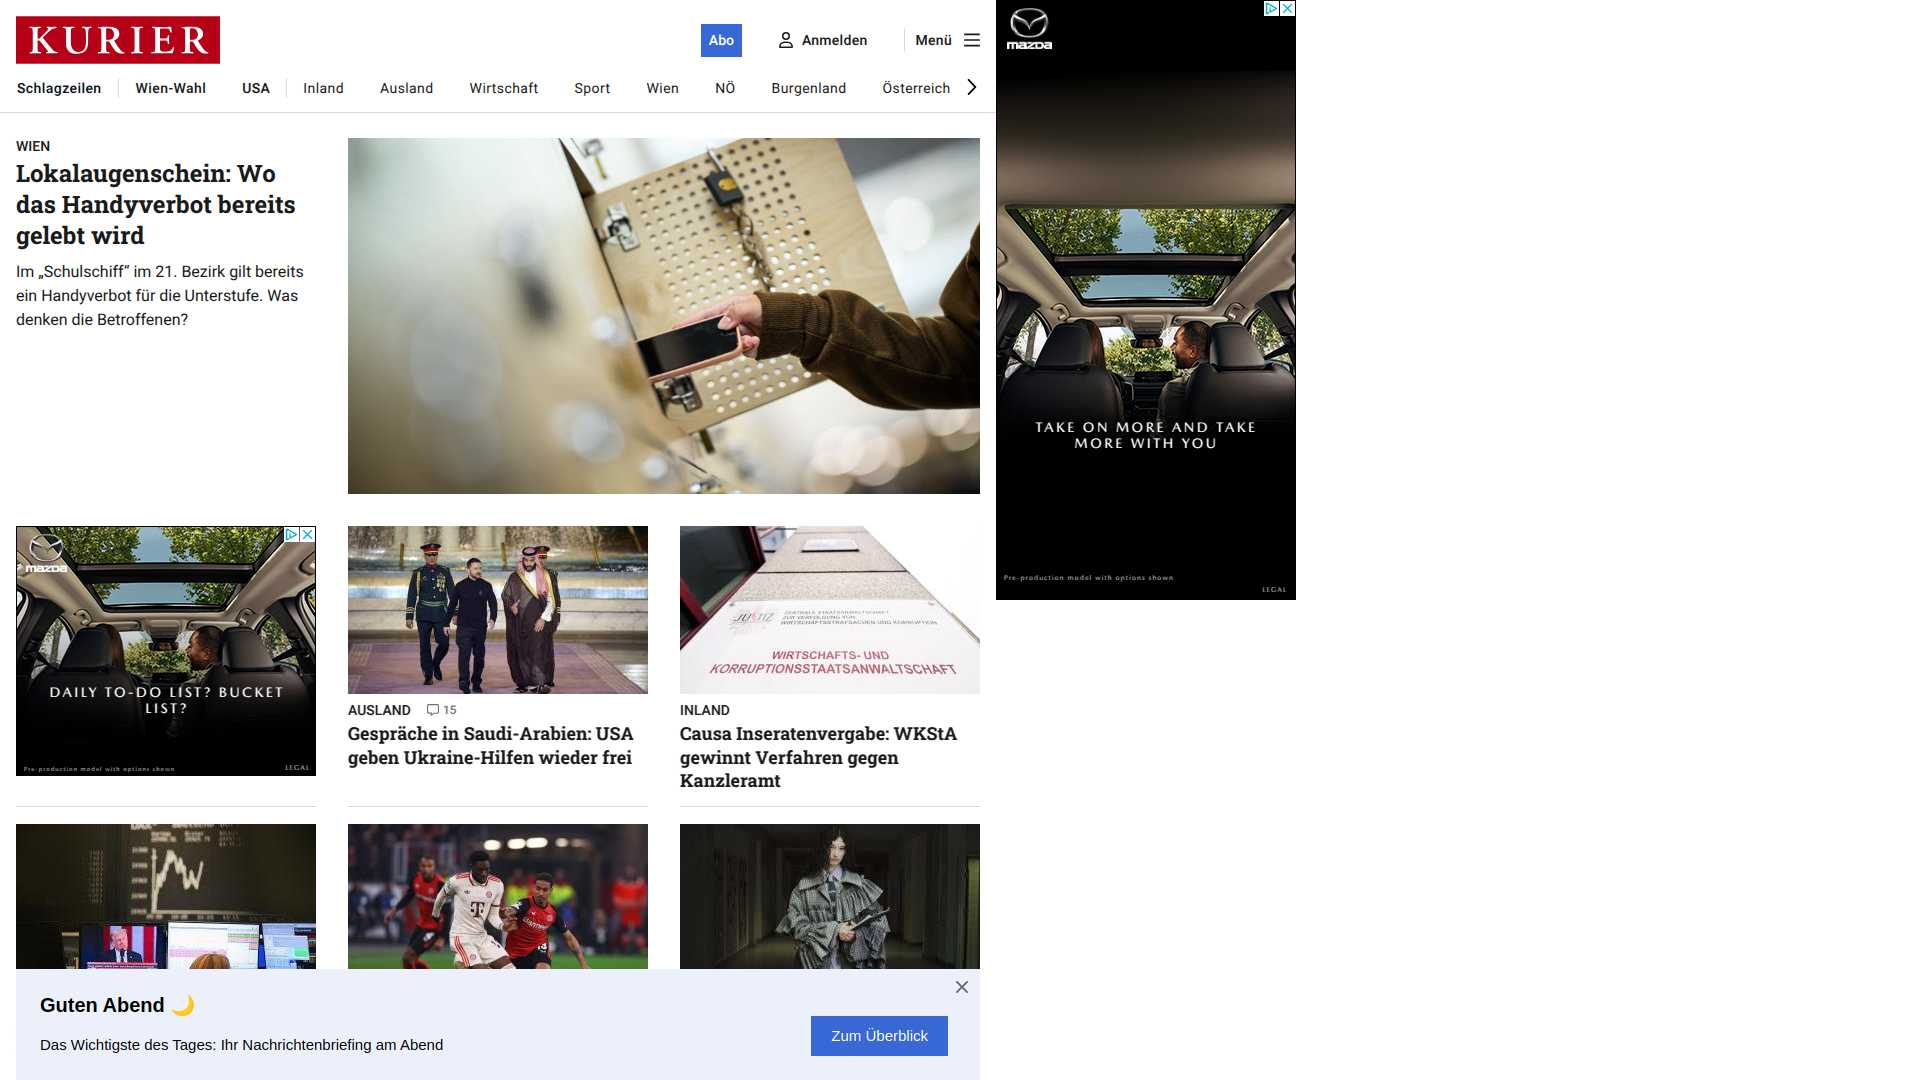 KURIER
Abo
Anmelden
Menü
Schlagzeilen
Wien-Wahl
USA
Inland
Ausland
Wirtschaft
Sport
Wien
NÖ
Burgenland
Österreich
WIEN
Lokalaugenschein: Wo
das Handyverbot bereits
gelebt wird
Im „Schulschiff“ im 21. Bezirk gilt bereits
ein Handyverbot für die Unterstufe. Was
denken die Betroffenen?
mazda
TAKE ON MORE AND TAKE
MORE WITH YOU
Pre-production model with options shown
LEGAL
mazda
DAILY TO-DO LIST? BUCKET
LIST?
Pre-production model with options shown
LEGAL
AUSLAND
15
Gespräche in Saudi-Arabien: USA
geben Ukraine-Hilfen wieder frei
JUSTIZ
ZENTRALE STAATSANWALTSCHAFT
ZUR VERFOLGUNG VON
WIRTSCHAFTSSTRAFSACHEN UND KORRUPTION
WIRTSCHAFTS- UND
KORRUPTIONSSTAATSANWALTSCHAFT
INLAND
Causa Inseratenvergabe: WKStA
gewinnt Verfahren gegen
Kanzleramt
Guten Abend
Das Wichtigste des Tages: Ihr Nachrichtenbriefing am Abend
Zum Überblick